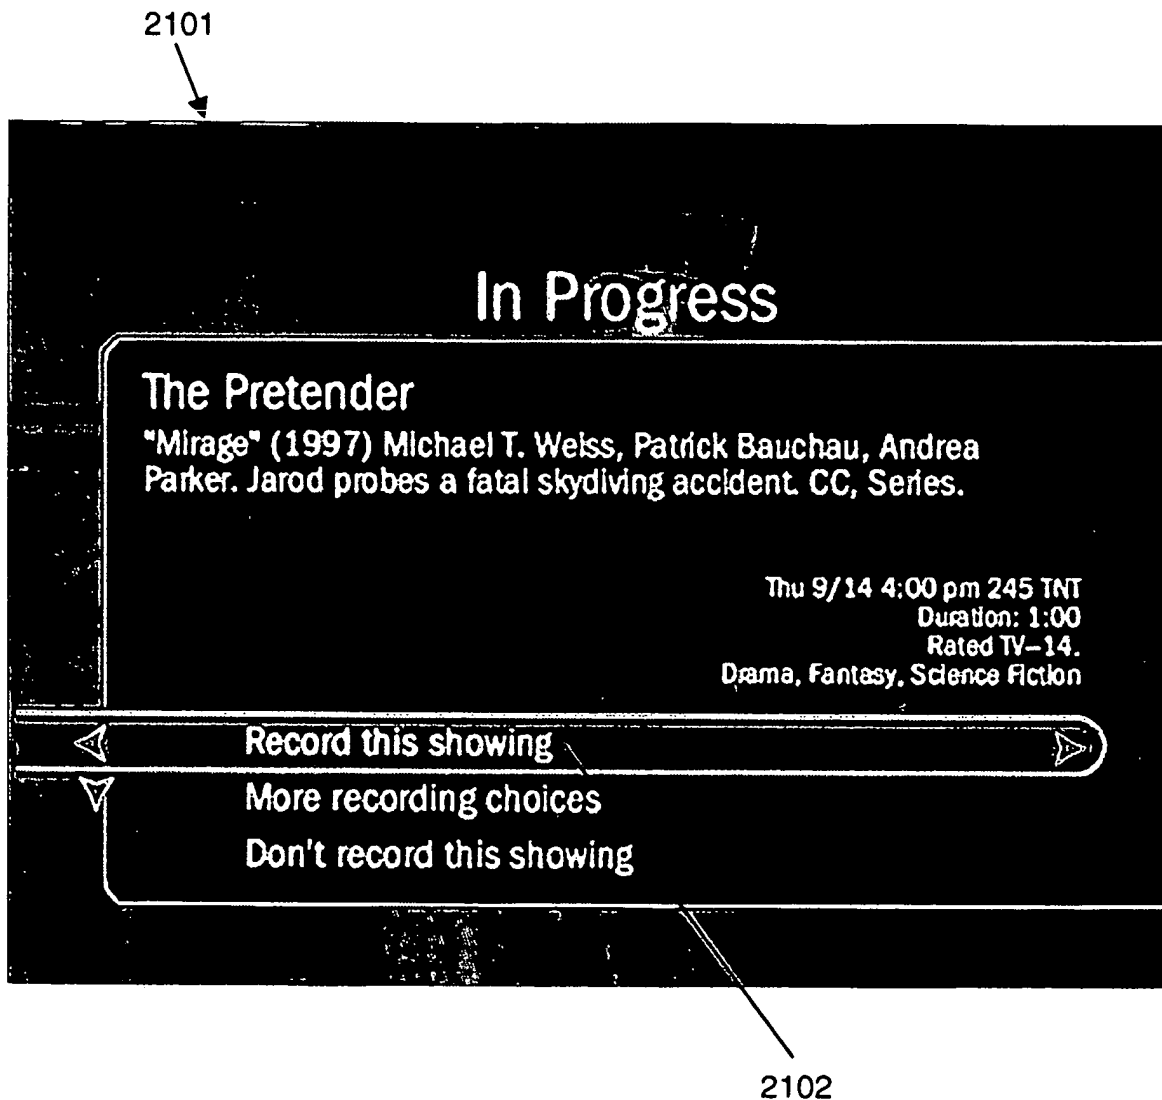 2101
In Progress
The Pretender
"Mirage" (1997) Michael T. Weiss, Patrick Bauchau, Andrea
Parker. Jarod probes a fatal skydiving accident. CC, Series.
Thu 9/14 4:00 pm 245 TNT
Duration: 1:00
Rated TV-14.
Drama, Fantasy, Science Fiction
Record this showing
More recording choices
Don't record this showing
2102